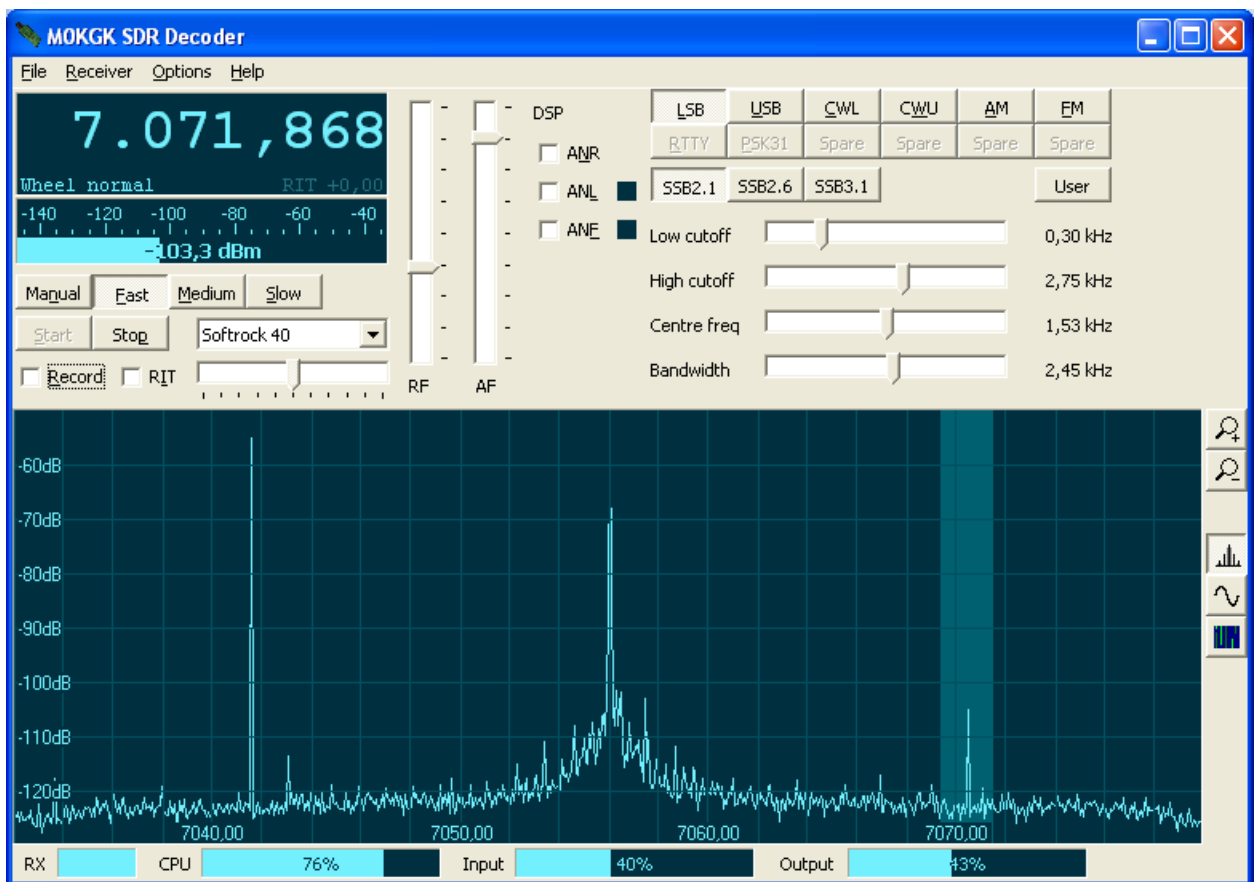 M0KGK SDR Decoder
File Receiver Options Help
7.071,868
Wheel normal RIT +0,00
-140 -120 -100 -80 -60 -40
-103,3 dBm
Manual Fast Medium Slow
Start Stop Softrock 40
Record RIT
RF AF
DSP
ANR
ANL
ANF
LSB USB CWL CWU AM FM
RTTY PSK31 Spare Spare Spare Spare
SSB2.1 SSB2.6 SSB3.1 User
Low cutoff 0,30 kHz
High cutoff 2,75 kHz
Centre freq 1,53 kHz
Bandwidth 2,45 kHz
-60dB
-70dB
-80dB
-90dB
-100dB
-110dB
-120dB
7040,00 7050,00 7060,00 7070,00
RX CPU 76% Input 40% Output 43%